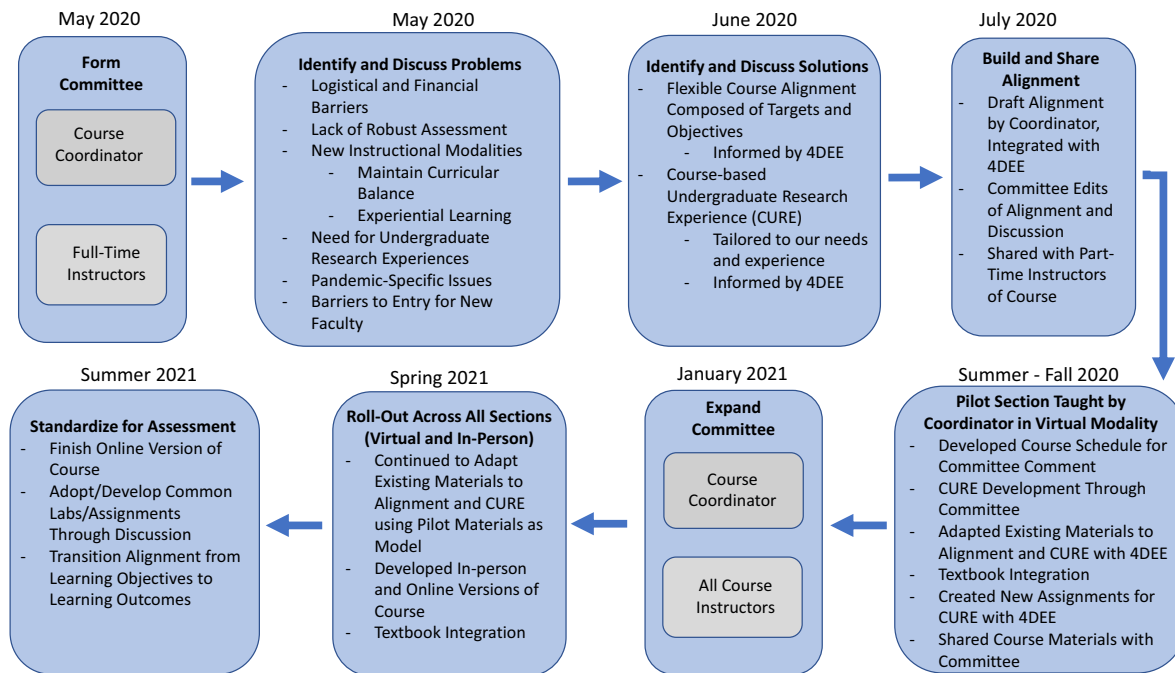 May 2020
Form
Committee
Course
Coordinator
Full-Time
Instructors
May 2020
Identify and Discuss Problems
- Logistical and Financial
Barriers
- Lack of Robust Assessment
- New Instructional Modalities
- Maintain Curricular
Balance
- Experiential Learning
- Need for Undergraduate
Research Experiences
- Pandemic-Specific Issues
- Barriers to Entry for New
Faculty
June 2020
Identify and Discuss Solutions
- Flexible Course Alignment
Composed of Targets and
Objectives
- Informed by 4DEE
- Course-based
Undergraduate Research
Experience (CURE)
- Tailored to our needs
and experience
- Informed by 4DEE
July 2020
Build and Share
Alignment
- Draft Alignment
by Coordinator,
Integrated with
4DEE
- Committee Edits
of Alignment and
Discussion
- Shared with Part-
Time Instructors
of Course
Summer - Fall 2020
Pilot Section Taught by
Coordinator in Virtual Modality
- Developed Course Schedule for
Committee Comment
- CURE Development Through
Committee
- Adapted Existing Materials to
Alignment and CURE with 4DEE
- Textbook Integration
- Created New Assignments for
CURE with 4DEE
- Shared Course Materials with
Committee
January 2021
Expand
Committee
Course
Coordinator
All Course
Instructors
Spring 2021
Roll-Out Across All Sections
(Virtual and In-Person)
- Continued to Adapt
Existing Materials to
Alignment and CURE
using Pilot Materials as
Model
- Developed In-person
and Online Versions of
Course
- Textbook Integration
Summer 2021
Standardize for Assessment
- Finish Online Version of
Course
- Adopt/Develop Common
Labs/Assignments
Through Discussion
- Transition Alignment from
Learning Objectives to
Learning Outcomes